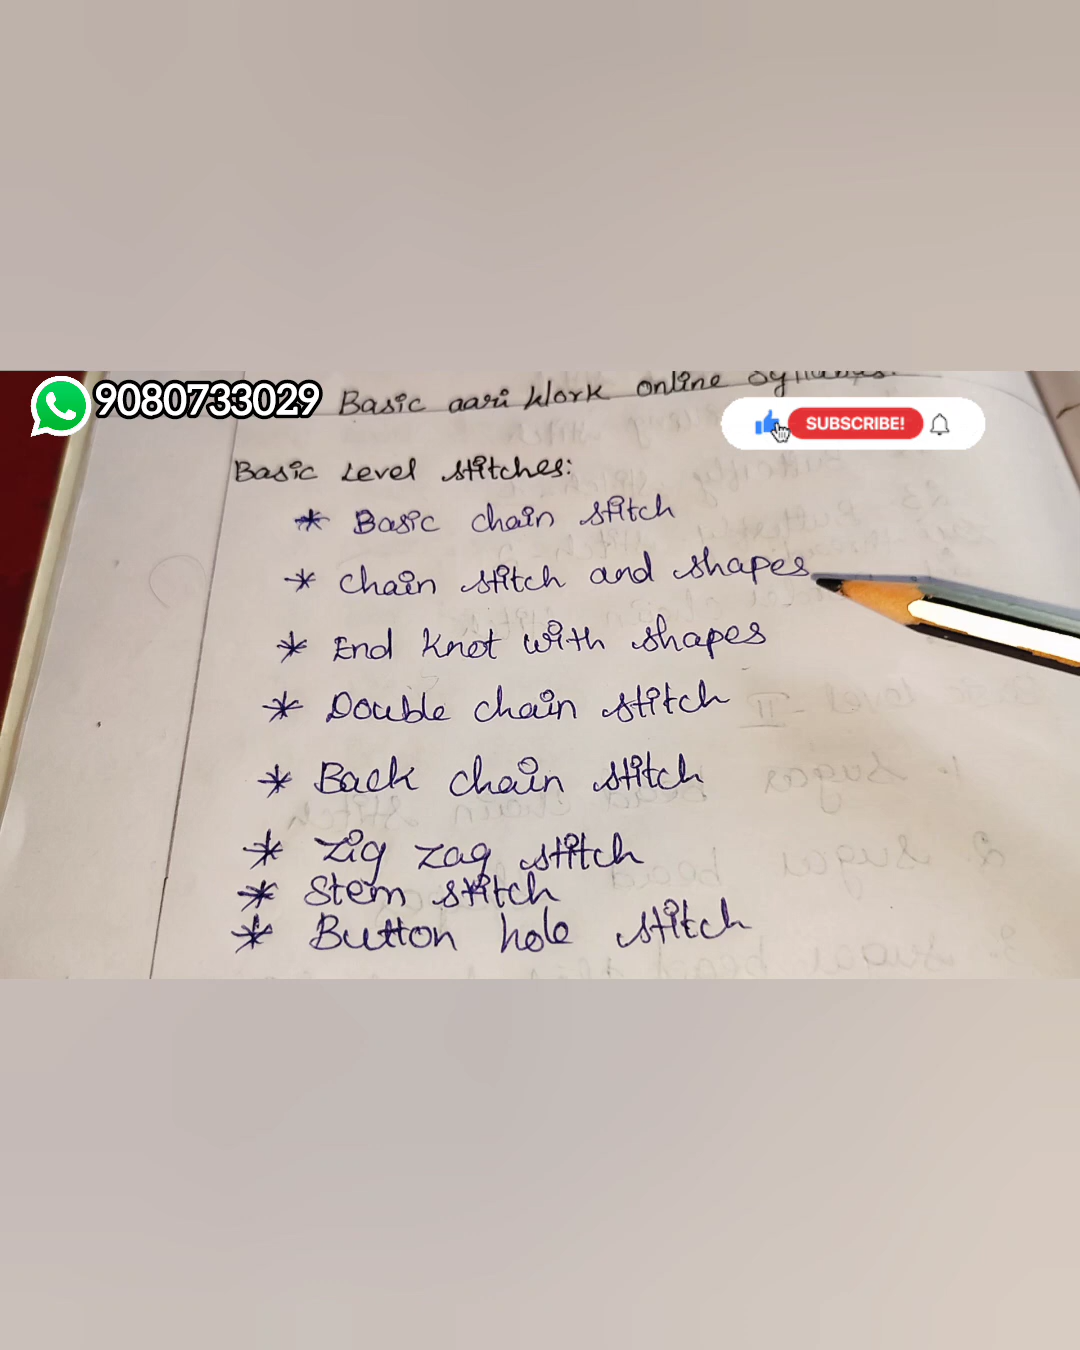 9080733029
Basic aari Work online Syllabus:
SUBSCRIBE!
Basic Level stitches:
* Basic chain stitch
* Chain stitch and shapes
* End Knot with shapes
* Double chain stitch
* Back chain stitch
* Zig zag stitch
* Stem stitch
* Button hole stitch